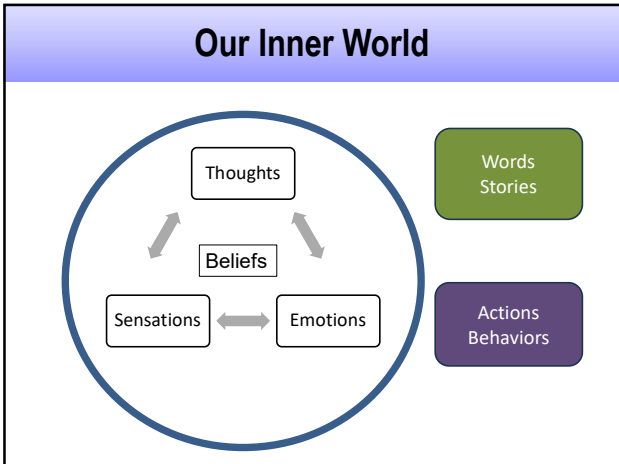 Our Inner World
Thoughts
Beliefs
Sensations
Emotions
Words
Stories
Actions
Behaviors